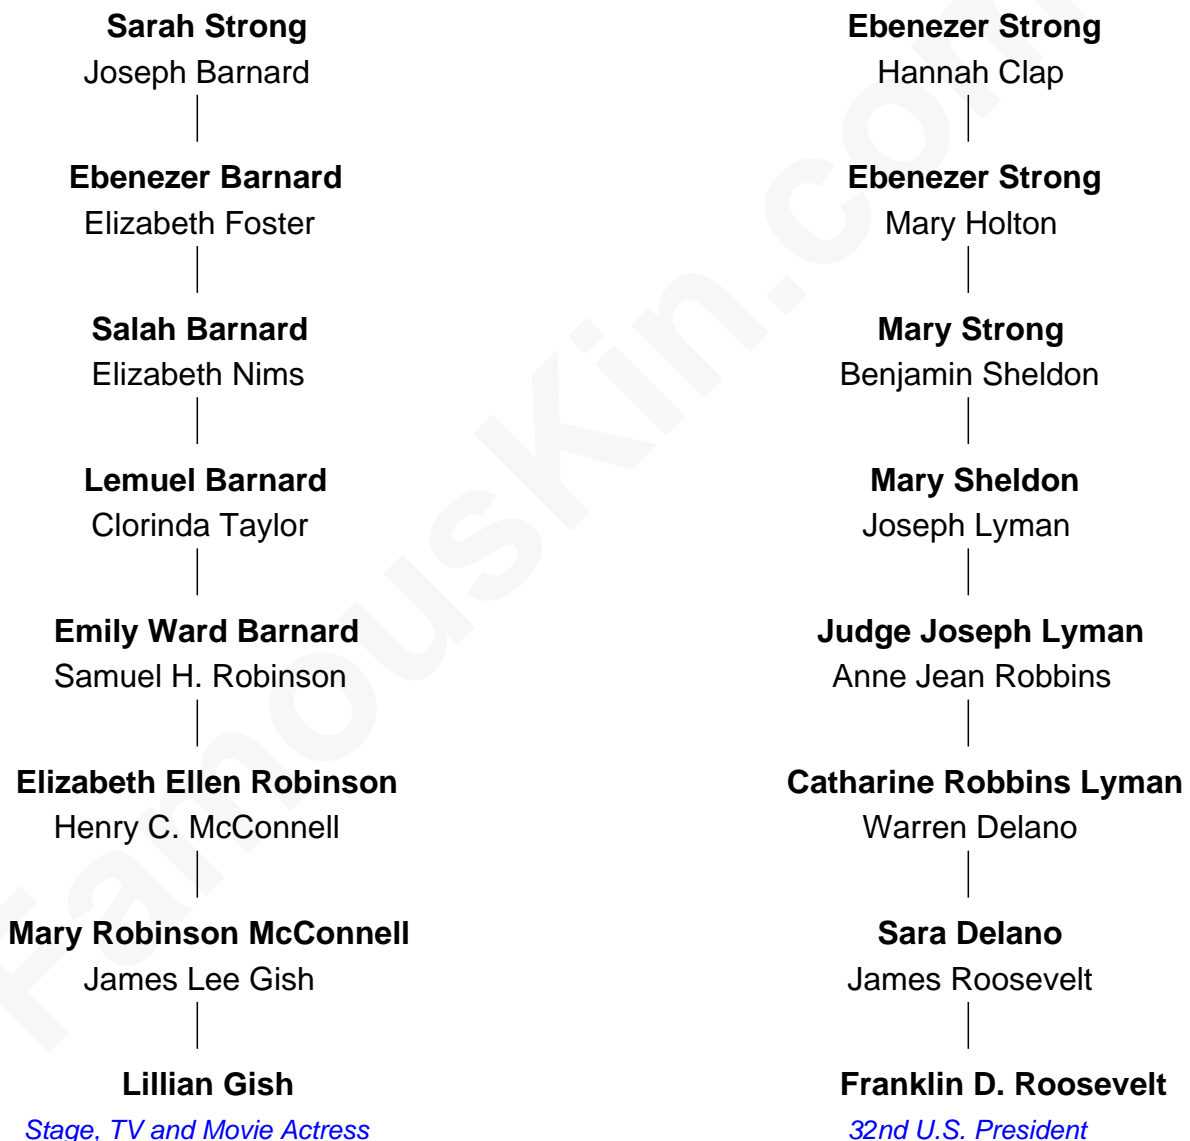 Sarah Strong
Joseph Barnard
Ebenezer Barnard
Elizabeth Foster
Salah Barnard
Elizabeth Nims
Lemuel Barnard
Clorinda Taylor
Emily Ward Barnard
Samuel H. Robinson
Elizabeth Ellen Robinson
Henry C. McConnell
Mary Robinson McConnell
James Lee Gish
Lillian Gish
Stage, TV and Movie Actress
Ebenezer Strong
Hannah Clap
Ebenezer Strong
Mary Holton
Mary Strong
Benjamin Sheldon
Mary Sheldon
Joseph Lyman
Judge Joseph Lyman
Anne Jean Robbins
Catharine Robbins Lyman
Warren Delano
Sara Delano
James Roosevelt
Franklin D. Roosevelt
32nd U.S. President
FamousKin.com